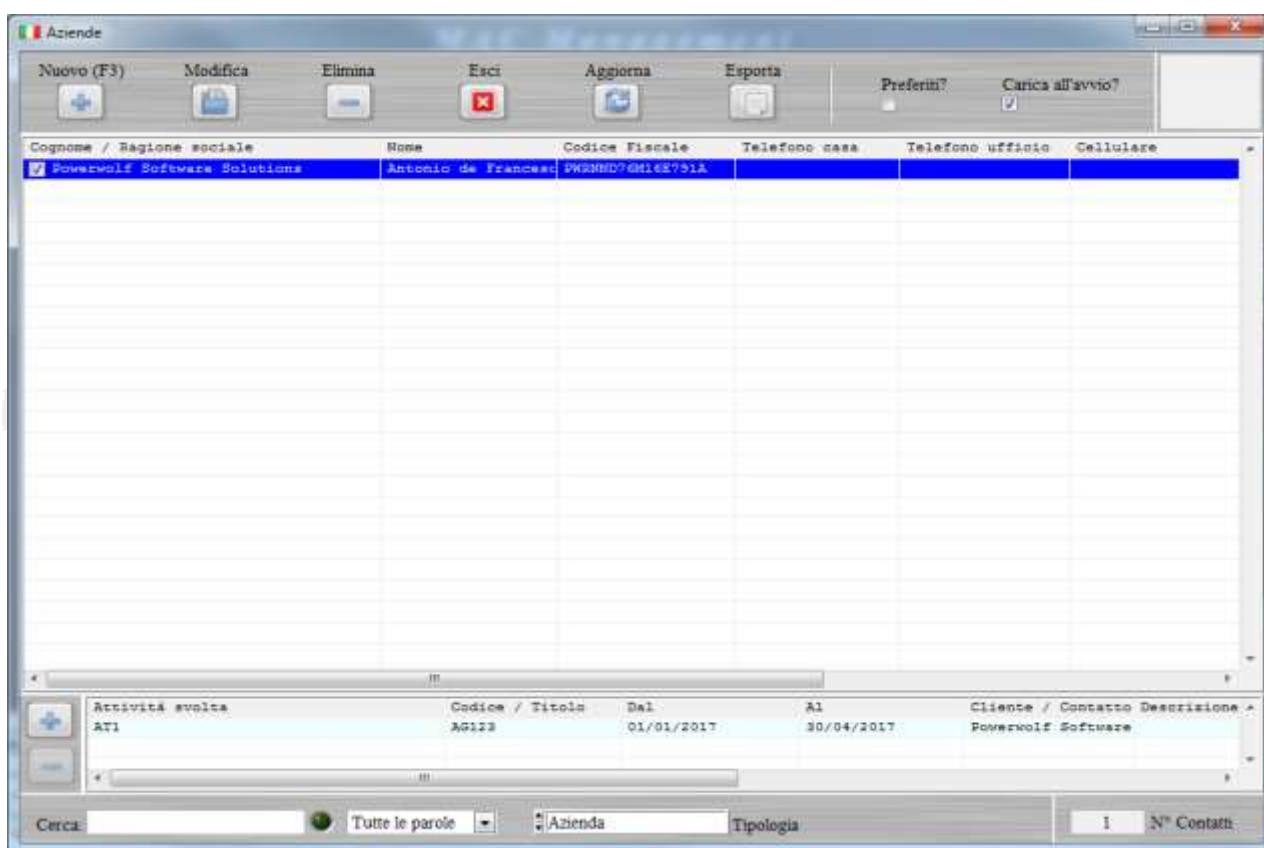 Aziende
Nuovo (F3) Modifica Elimina Esci Aggiorna Esporta Preferiti? Carica all'avvio?
Cognome / Ragione sociale Nome Codice Fiscale Telefono casa Telefono ufficio Cellulare
Powerwolf Software Solutions Antonio de Francesc
Attività svolta Codice / Titolo Dal Al Cliente / Contatto Descrizione
AT1 AG123 01/01/2017 30/04/2017 Powerwolf Software
Cerca Tutte le parole Azienda Tipologia 1 N° Contatti